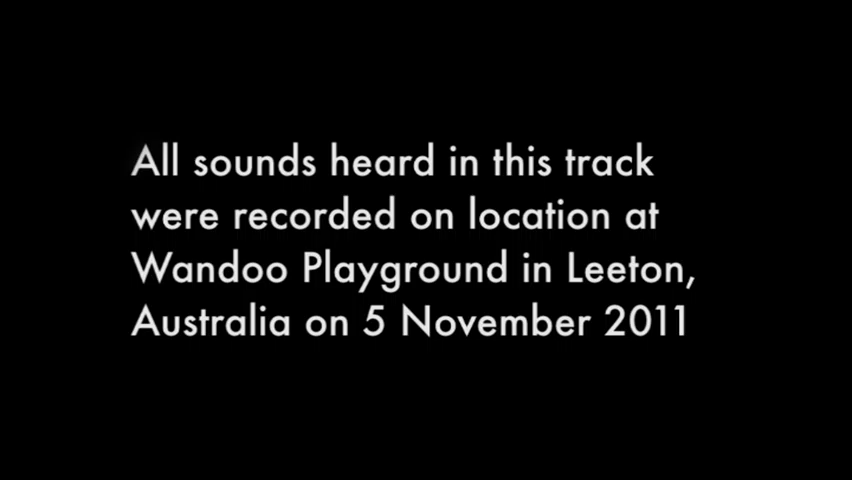 All sounds heard in this track
were recorded on location at
Wandoo Playground in Leeton,
Australia on 5 November 2011